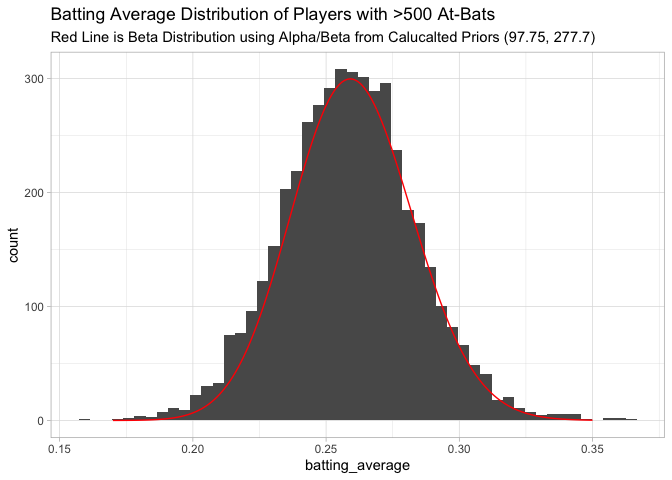 Batting Average Distribution of Players with >500 At-Bats
Red Line is Beta Distribution using Alpha/Beta from Calucalted Priors (97.75, 277.7)
300
200
100
0
count
0.15 0.20 0.25 0.30 0.35
batting_average